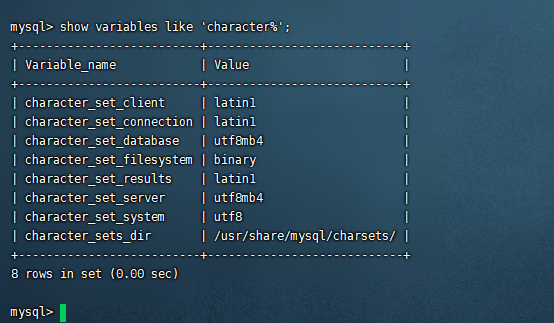 mysql> show variables like 'character%';
+--------------------------+----------------------------+
| Variable_name            | Value                      |
+--------------------------+----------------------------+
| character_set_client     | latin1                     |
| character_set_connection | latin1                     |
| character_set_database   | utf8mb4                    |
| character_set_filesystem | binary                     |
| character_set_results    | latin1                     |
| character_set_server     | utf8mb4                    |
| character_set_system     | utf8                       |
| character_sets_dir       | /usr/share/mysql/charsets/ |
+--------------------------+----------------------------+
8 rows in set (0.00 sec)
mysql>